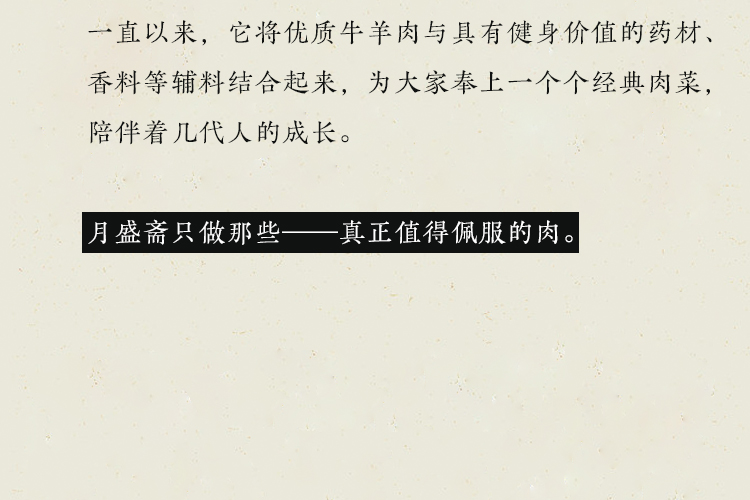 一直以来，它将优质牛羊肉与具有健身价值的药材、
香料等辅料结合起来，为大家奉上一个个经典肉菜，
陪伴着几代人的成长。
月盛斋只做那些——真正值得佩服的肉。